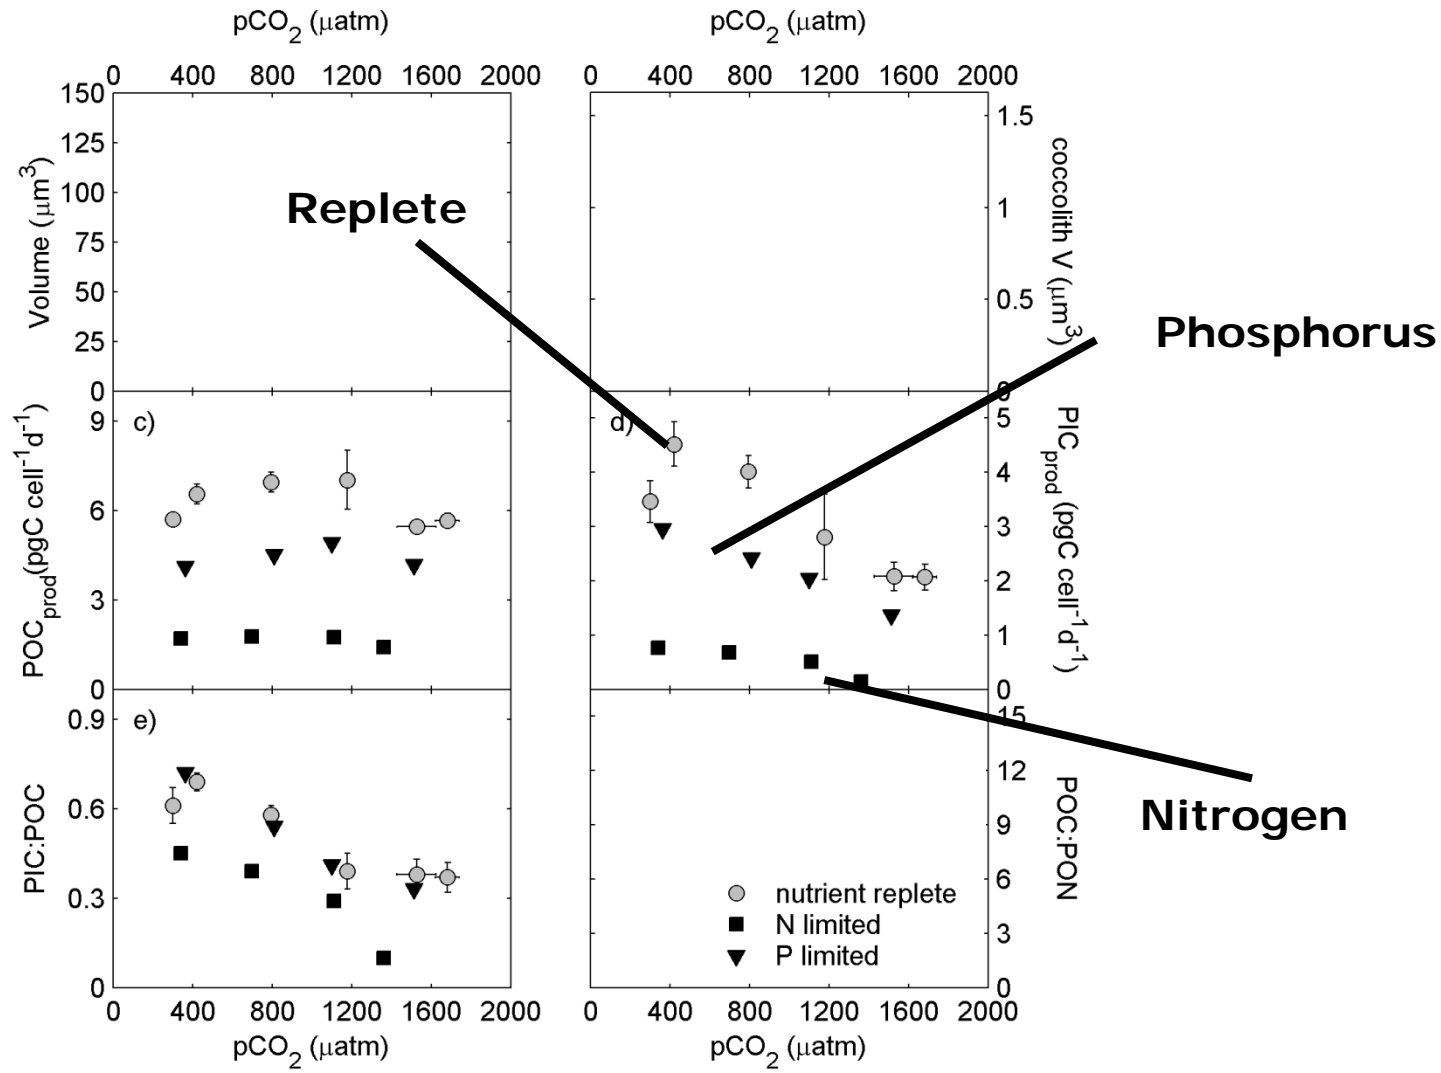 pCO2 (μatm)
pCO2 (μatm)
0 400 800 1200 1600 2000
0 400 800 1200 1600 2000
150
125
100
75
50
25
0
Volume (μm3)
1.5
1
0.5
0
coccolith V (μm3)
Replete
Phosphorus
c)
9
6
3
0
POCprod(pgC cell-1d-1)
d)
5
4
3
2
1
0
PICprod (pgC cell-1d-1)
e)
0.9
0.6
0.3
0
PIC:POC
15
12
9
6
3
0
POC:PON
Nitrogen
nutrient replete
N limited
P limited
0 400 800 1200 1600 2000
0 400 800 1200 1600 2000
pCO2 (μatm)
pCO2 (μatm)